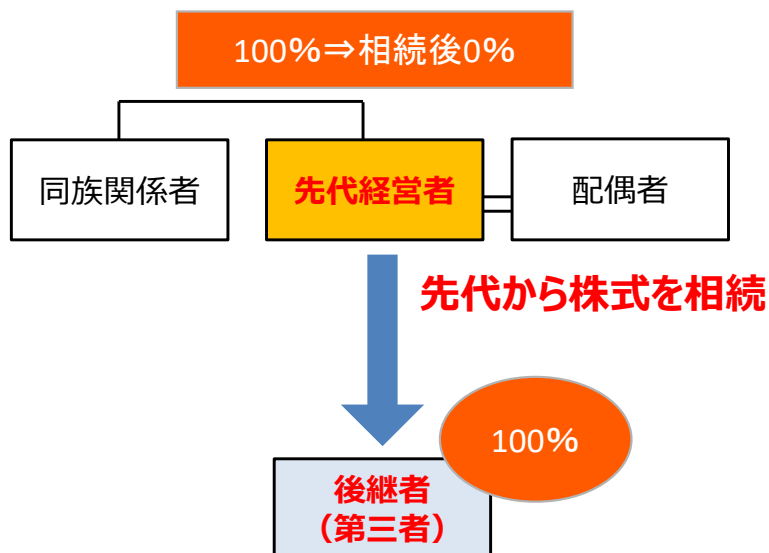 100%⇒相続後0%
同族関係者
先代経営者
配偶者
先代から株式を相続
100%
後継者
（第三者）